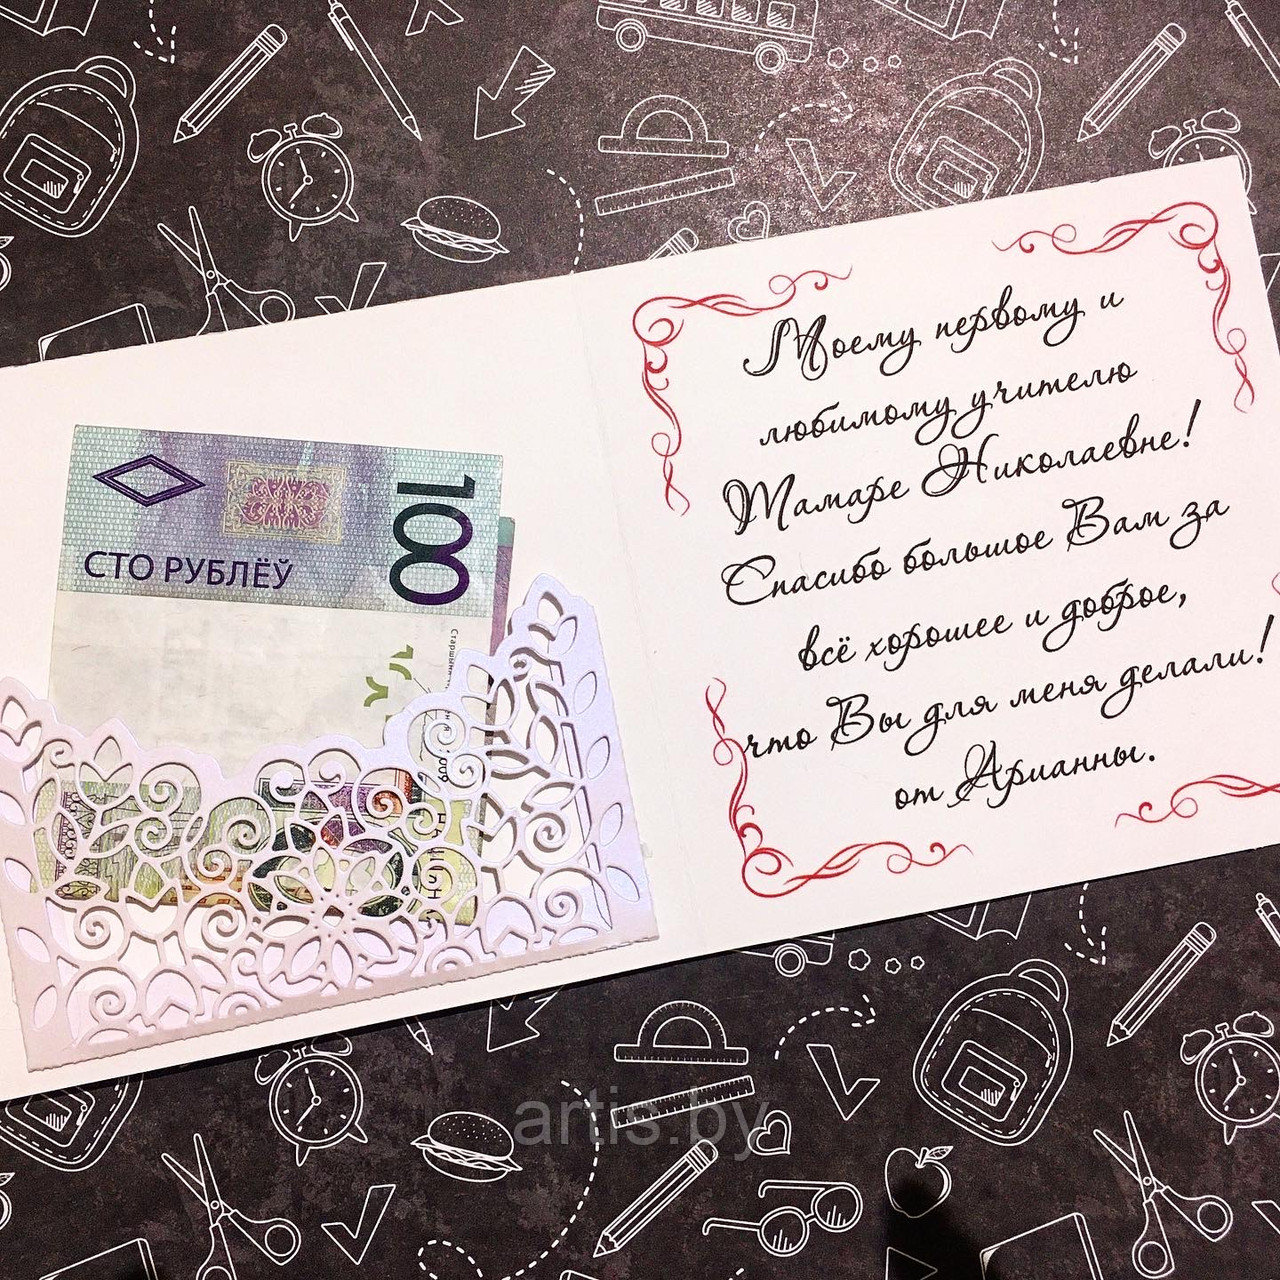 100
СТО РУБЛЁЎ
Моему первому и
любимому учителю
Тамаре Николаевне!
Спасибо большое Вам за
всё хорошее и доброе,
что Вы для меня делали!
от Арианны.
artis.by